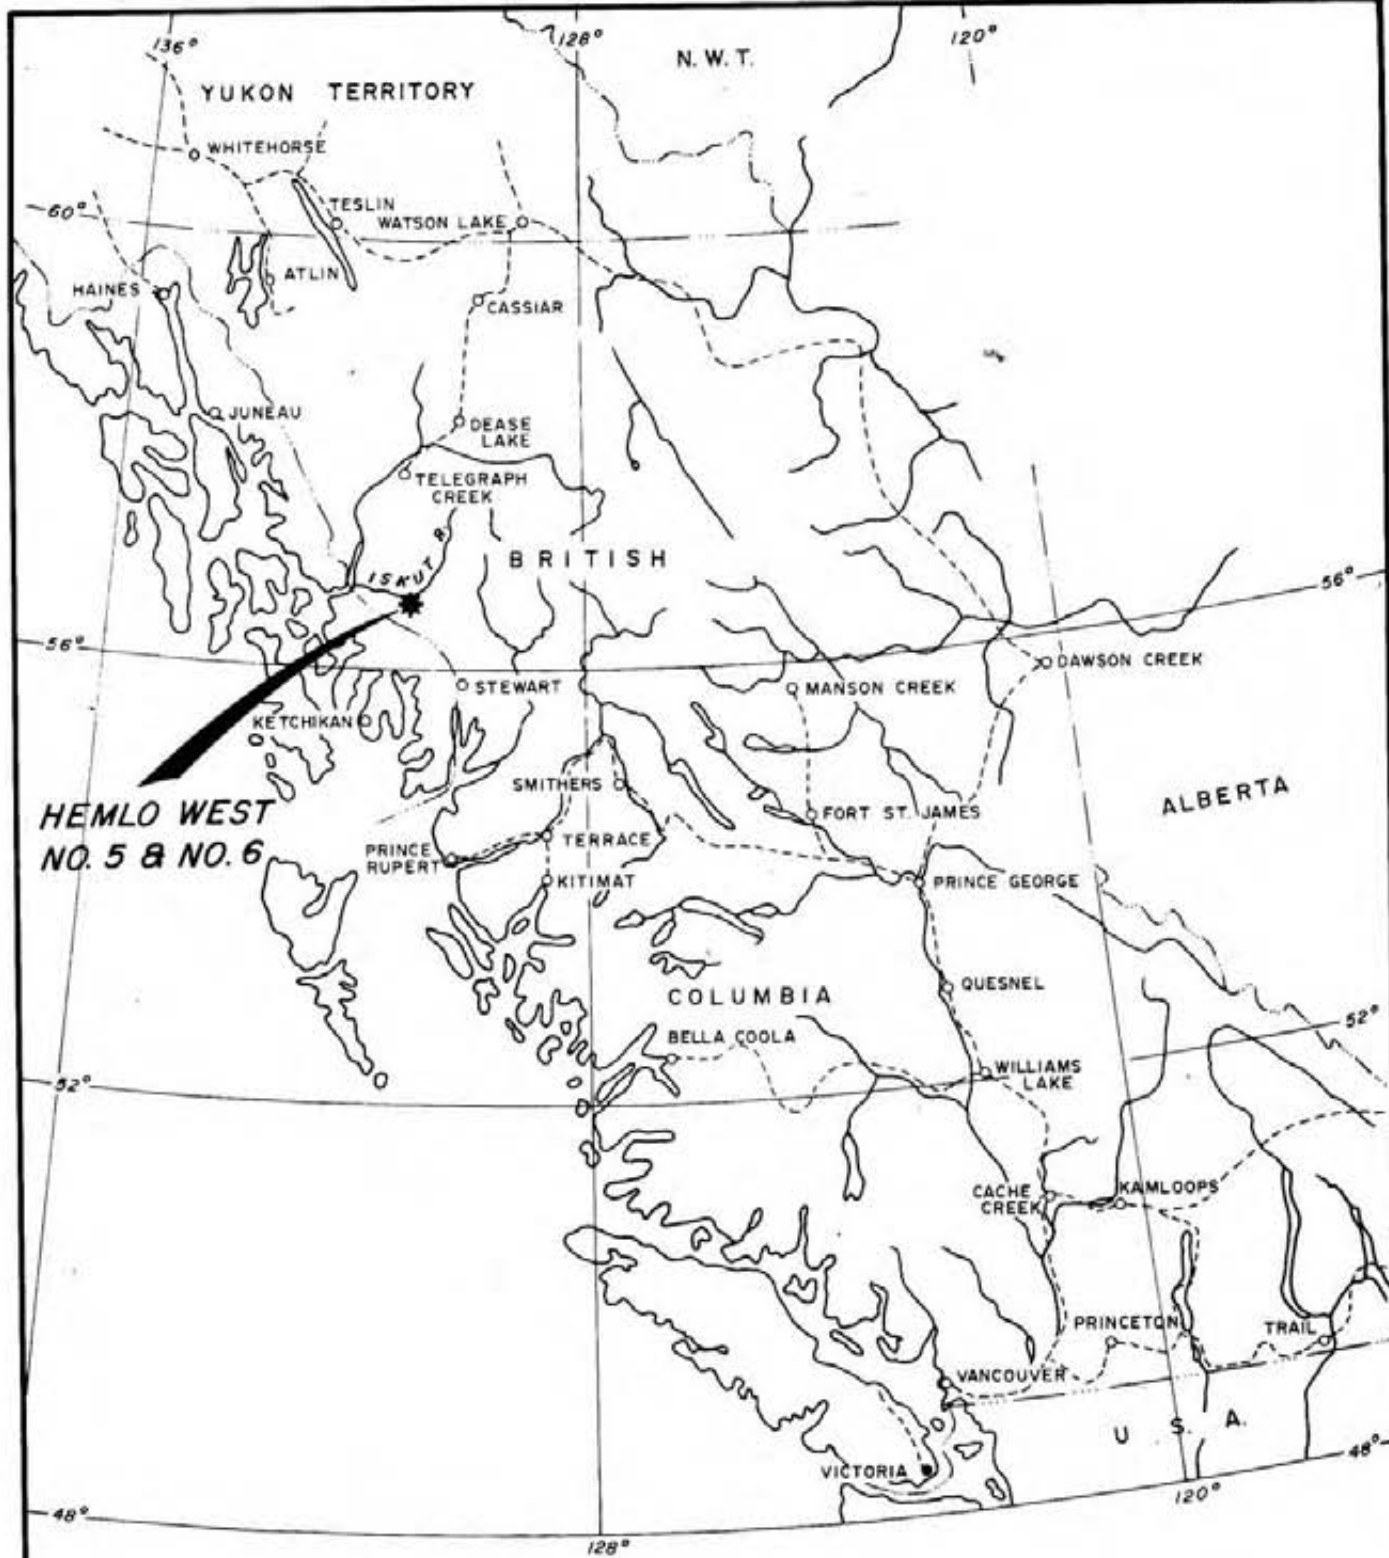 136°
128°
120°
N. W. T.
YUKON TERRITORY
WHITEHORSE
60°
TESLIN
WATSON LAKE
ATLIN
HAINES
CASSIAR
JUNEAU
DEASE
LAKE
TELEGRAPH
CREEK
ISKUT R.
BRITISH
56°
56°
DAWSON CREEK
STEWART
MANSON CREEK
KETCHIKAN
SMITHERS
HEMLO WEST
NO. 5 & NO. 6
ALBERTA
FORT ST. JAMES
TERRACE
PRINCE
RUPERT
KITIMAT
PRINCE GEORGE
QUESNEL
COLUMBIA
52°
BELLA COOLA
WILLIAMS
LAKE
52°
CACHE
CREEK
KAMLOOPS
PRINCETON
TRAIL
VANCOUVER
U. S. A.
VICTORIA
48°
120°
48°
128°